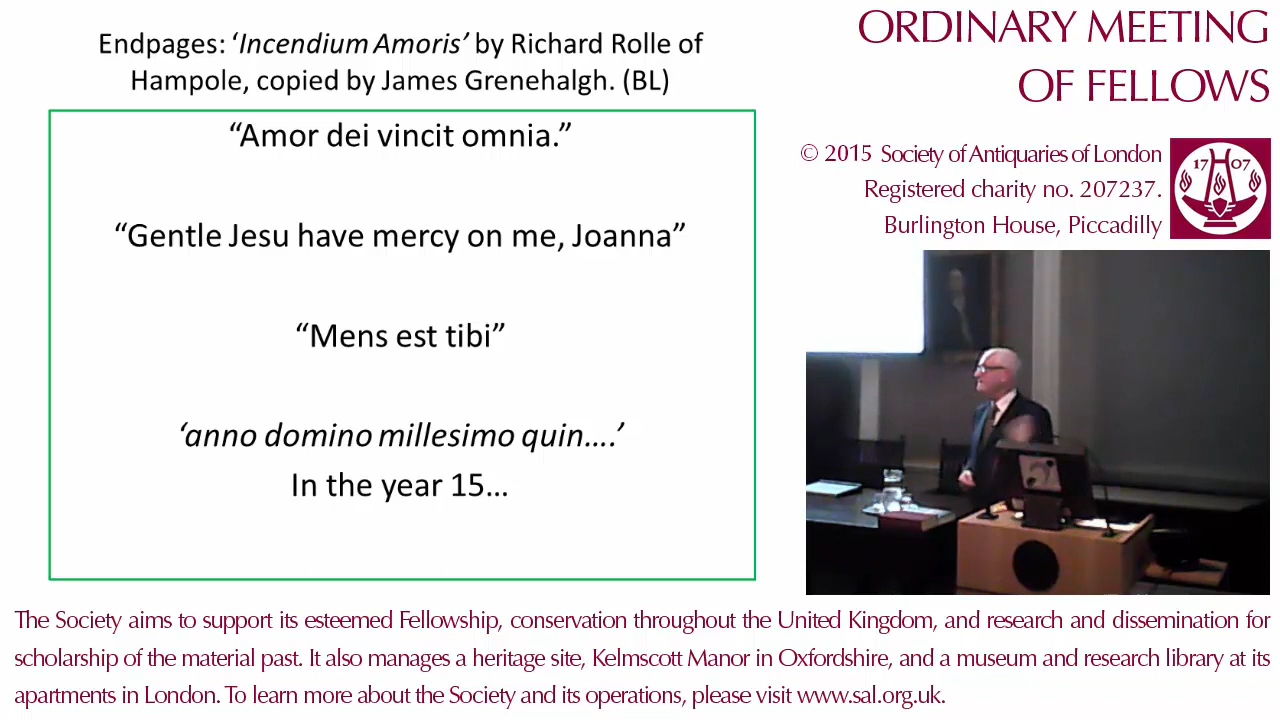 Endpages: ‘Incendium Amoris’ by Richard Rolle of
Hampole, copied by James Grenehalgh. (BL)
“Amor dei vincit omnia.”
“Gentle Jesu have mercy on me, Joanna”
“Mens est tibi”
‘anno domino millesimo quin….’
In the year 15…
ORDINARY MEETING
OF FELLOWS
© 2015 Society of Antiquaries of London
Registered charity no. 207237.
Burlington House, Piccadilly
17 07
The Society aims to support its esteemed Fellowship, conservation throughout the United Kingdom, and research and dissemination for
scholarship of the material past. It also manages a heritage site, Kelmscott Manor in Oxfordshire, and a museum and research library at its
apartments in London. To learn more about the Society and its operations, please visit www.sal.org.uk.